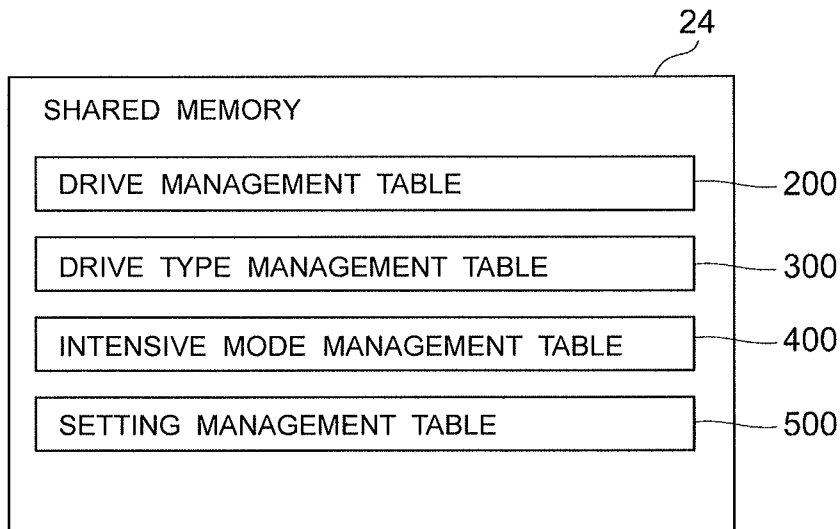 24
SHARED MEMORY
DRIVE MANAGEMENT TABLE 200
DRIVE TYPE MANAGEMENT TABLE 300
INTENSIVE MODE MANAGEMENT TABLE 400
SETTING MANAGEMENT TABLE 500